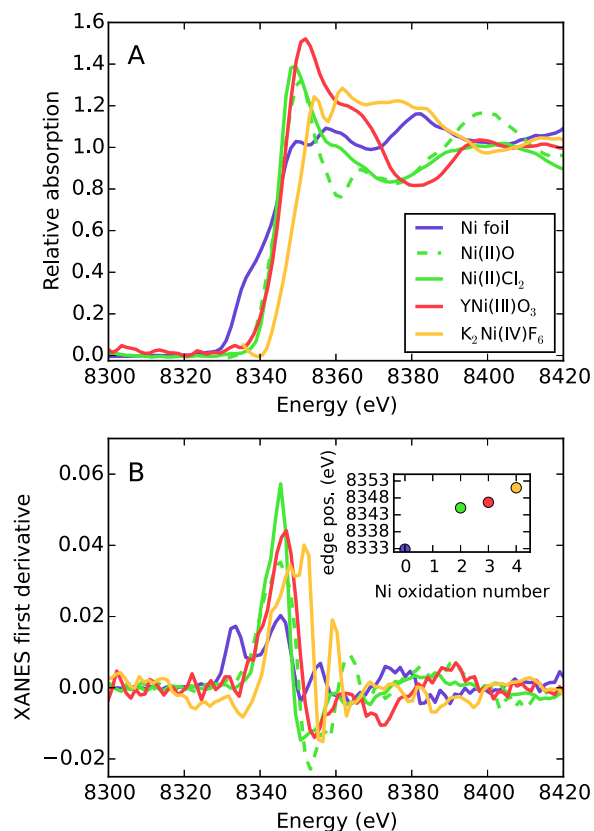 A
1.6
1.4
1.2
1.0
0.8
0.6
0.4
0.2
0.0
Relative absorption
Ni foil
Ni(II)O
Ni(II)Cl₂
YNi(III)O₃
K₂Ni(IV)F₆
8300 8320 8340 8360 8380 8400 8420
Energy (eV)
B
0.06
0.04
0.02
0.00
−0.02
XANES first derivative
8353
8348
8343
8338
8333
edge pos. (eV)
0 1 2 3 4
Ni oxidation number
8300 8320 8340 8360 8380 8400 8420
Energy (eV)